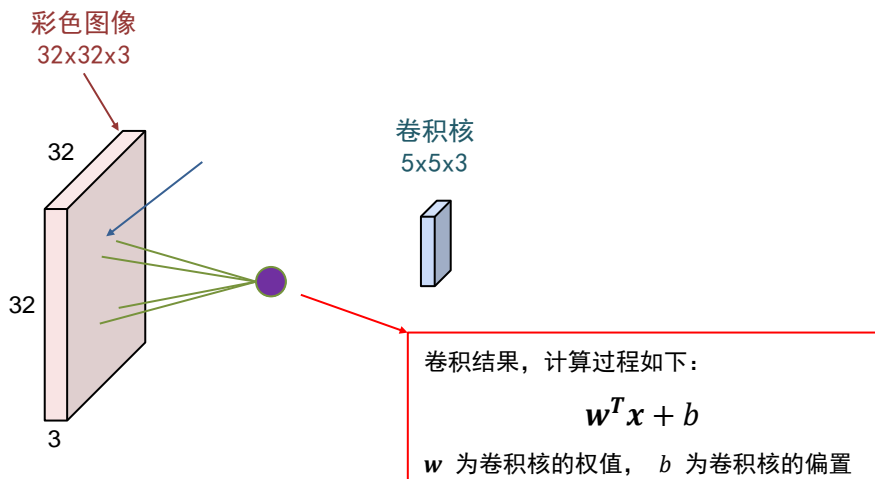 彩色图像
32x32x3
卷积核
5x5x3
32
32
3
卷积结果，计算过程如下：
wᵀx + b
w 为卷积核的权值， b 为卷积核的偏置